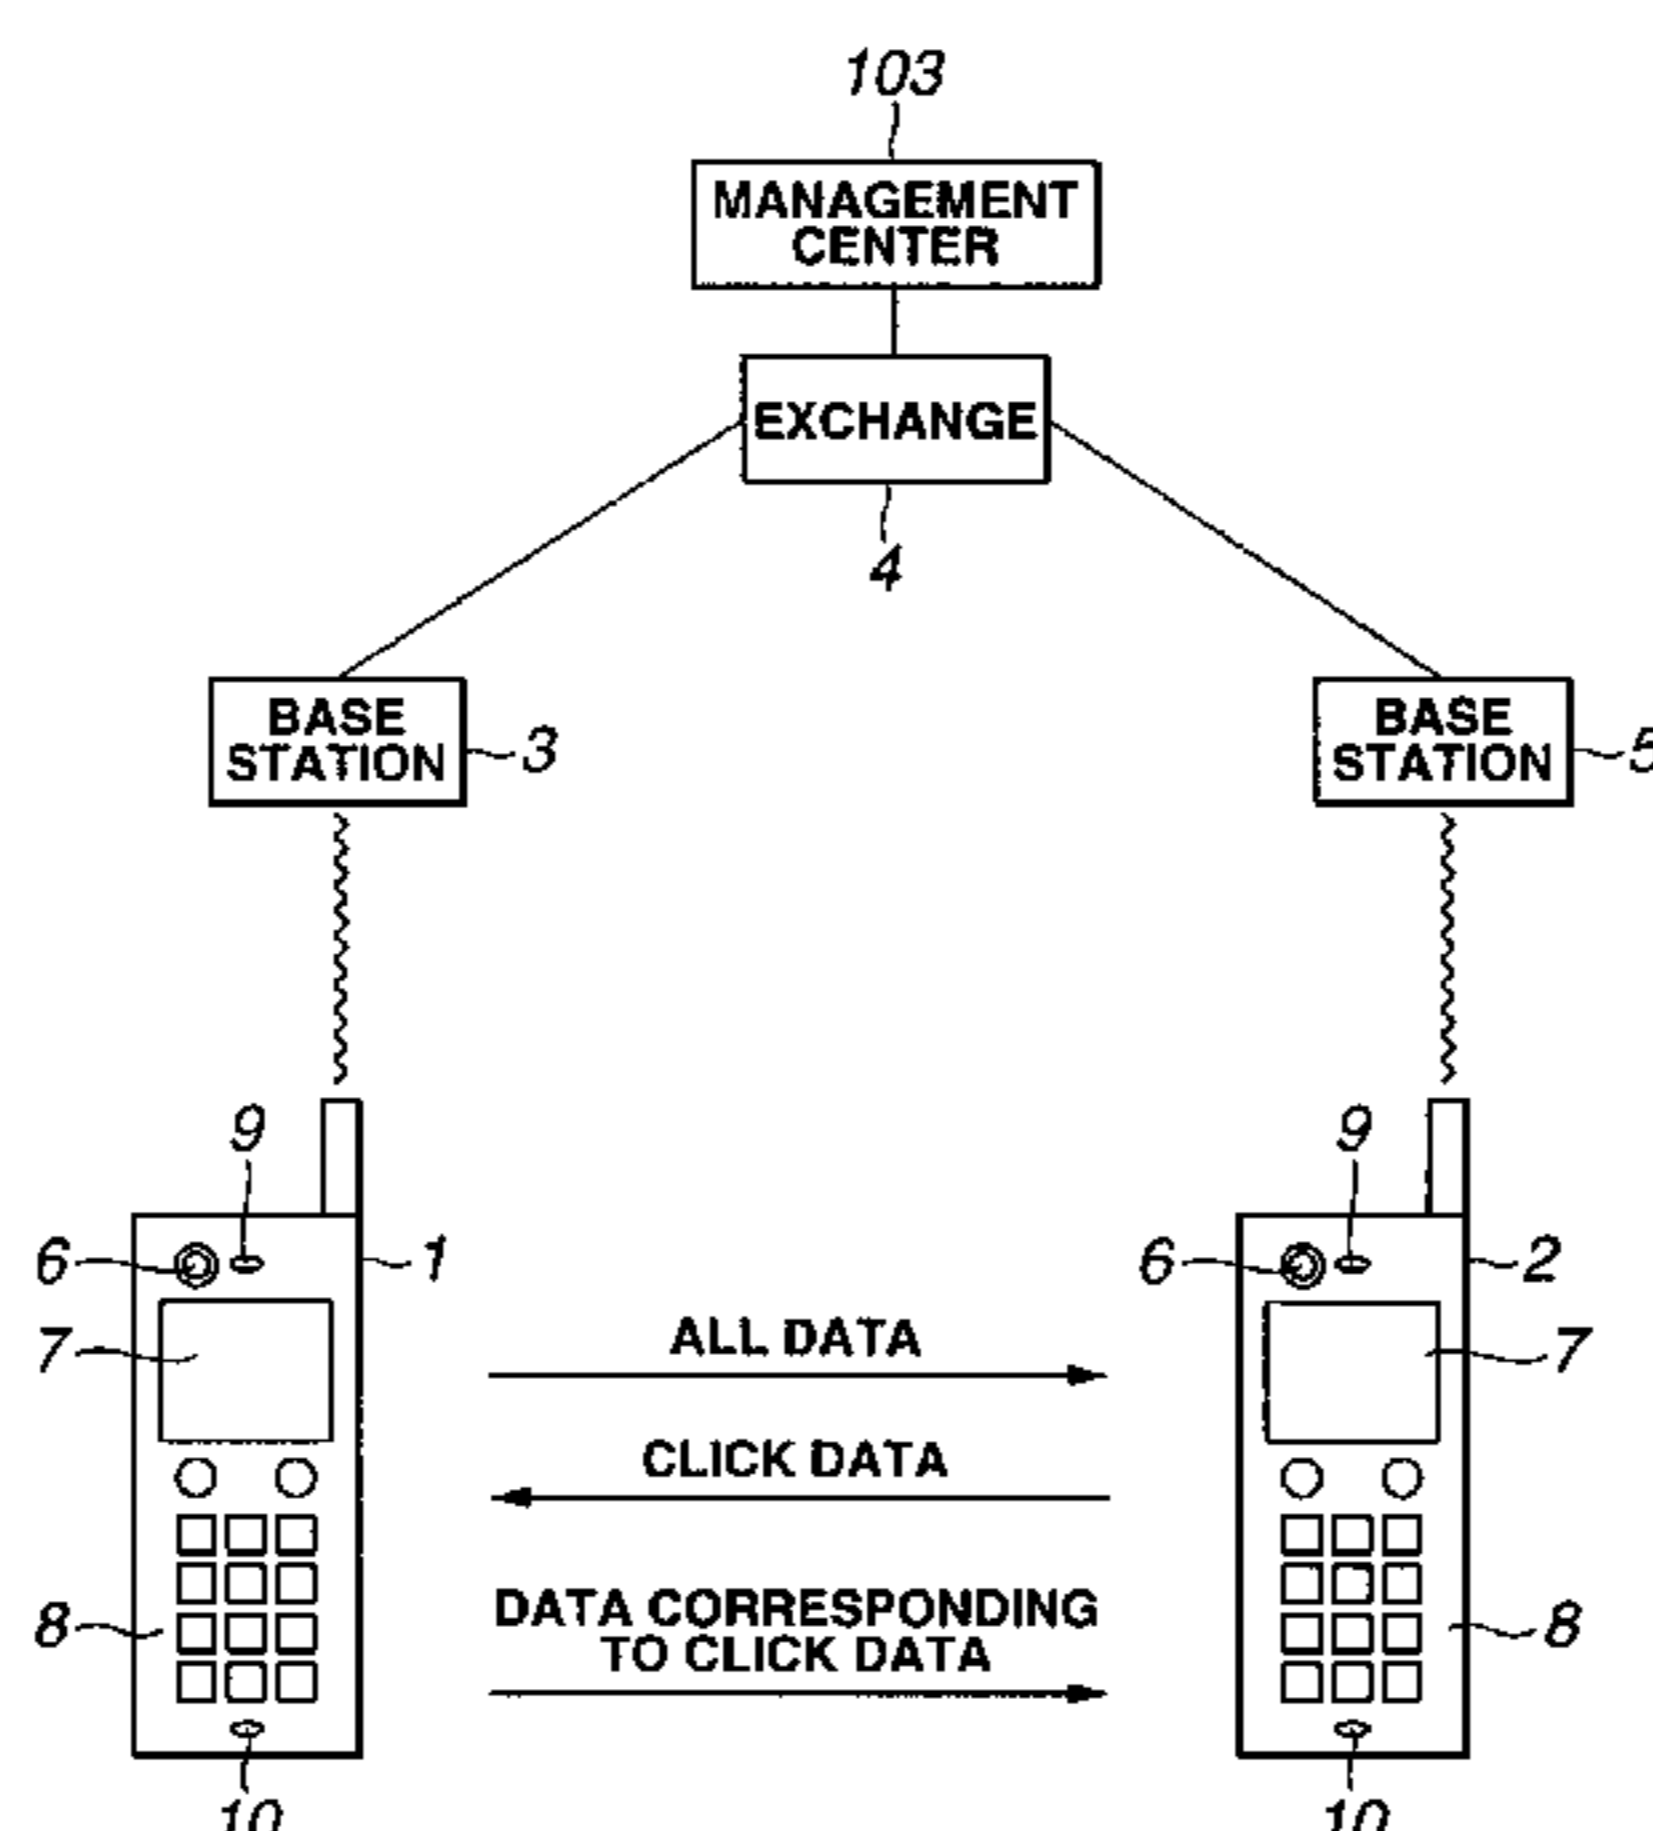 103
MANAGEMENT
CENTER
EXCHANGE
4
BASE
STATION
3
BASE
STATION
5
9
9
6
1
6
2
ALL DATA
7
7
CLICK DATA
DATA CORRESPONDING
TO CLICK DATA
8
8
10
10